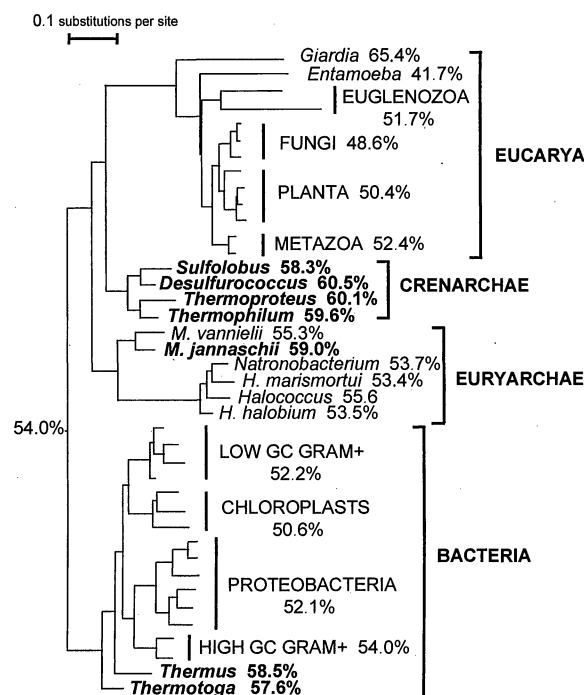 0.1 substitutions per site
Giardia 65.4%
Entamoeba 41.7%
EUGLENOZOA
51.7%
FUNGI 48.6%
EUCARYA
PLANTA 50.4%
METAZOA 52.4%
Sulfolobus 58.3%
Desulfurococcus 60.5%
CRENARCHAE
Thermoproteus 60.1%
Thermophilum 59.6%
M. vannielii 55.3%
M. jannaschii 59.0%
Natronobacterium 53.7%
EURYARCHAE
H. marismortui 53.4%
Halococcus 55.6
H. halobium 53.5%
54.0%
LOW GC GRAM+
52.2%
CHLOROPLASTS
50.6%
BACTERIA
PROTEOBACTERIA
52.1%
HIGH GC GRAM+ 54.0%
Thermus 58.5%
Thermotoga 57.6%